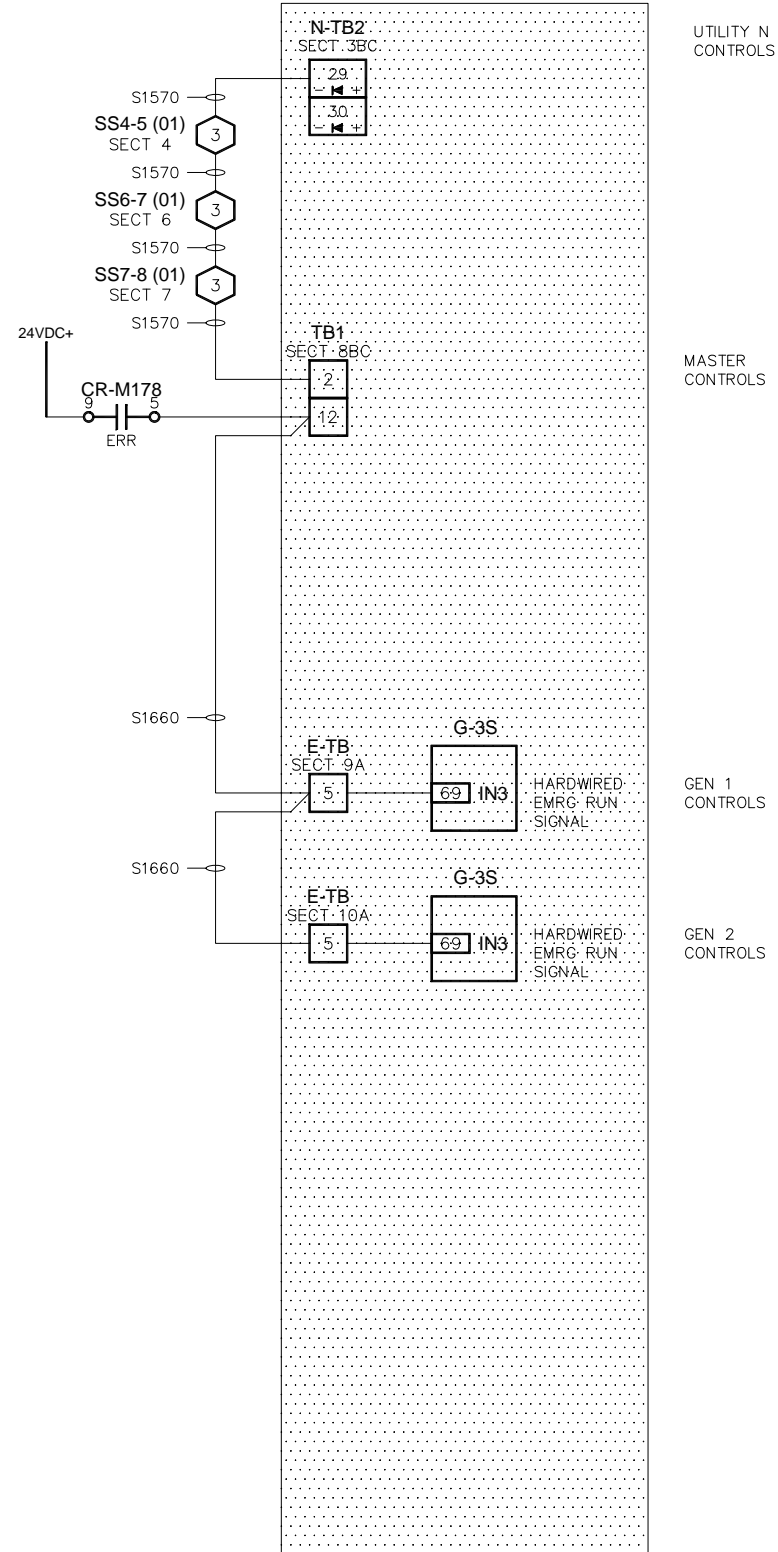 N-TB2
SECT 3BC
UTILITY N
CONTROLS
29
- +
30
- +
S1570
SS4-5 (01)
SECT 4
3
S1570
SS6-7 (01)
SECT 6
3
S1570
SS7-8 (01)
SECT 7
3
S1570
24VDC+
TB1
SECT 8BC
2
12
MASTER
CONTROLS
CR-M178
9 5
ERR
S1660
E-TB
SECT 9A
5
G-3S
69 IN3
HARDWIRED
EMRG RUN
SIGNAL
GEN 1
CONTROLS
S1660
E-TB
SECT 10A
5
G-3S
69 IN3
HARDWIRED
EMRG RUN
SIGNAL
GEN 2
CONTROLS